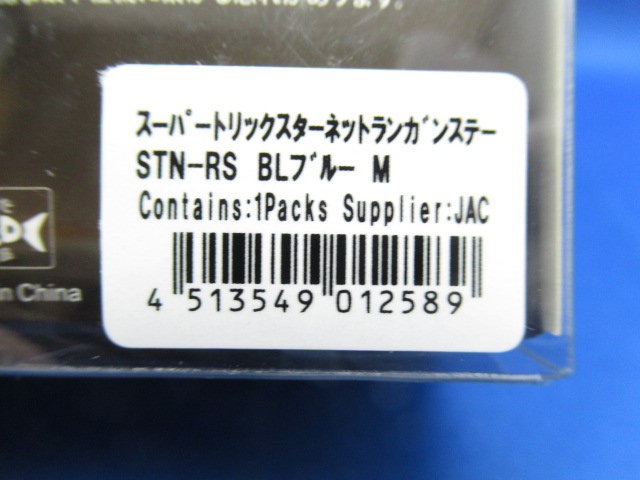 スーパートリックスターネットランガンステー
STN-RS BLブルー M
Contains:1Packs Supplier:JAC
4 513549 012589
China